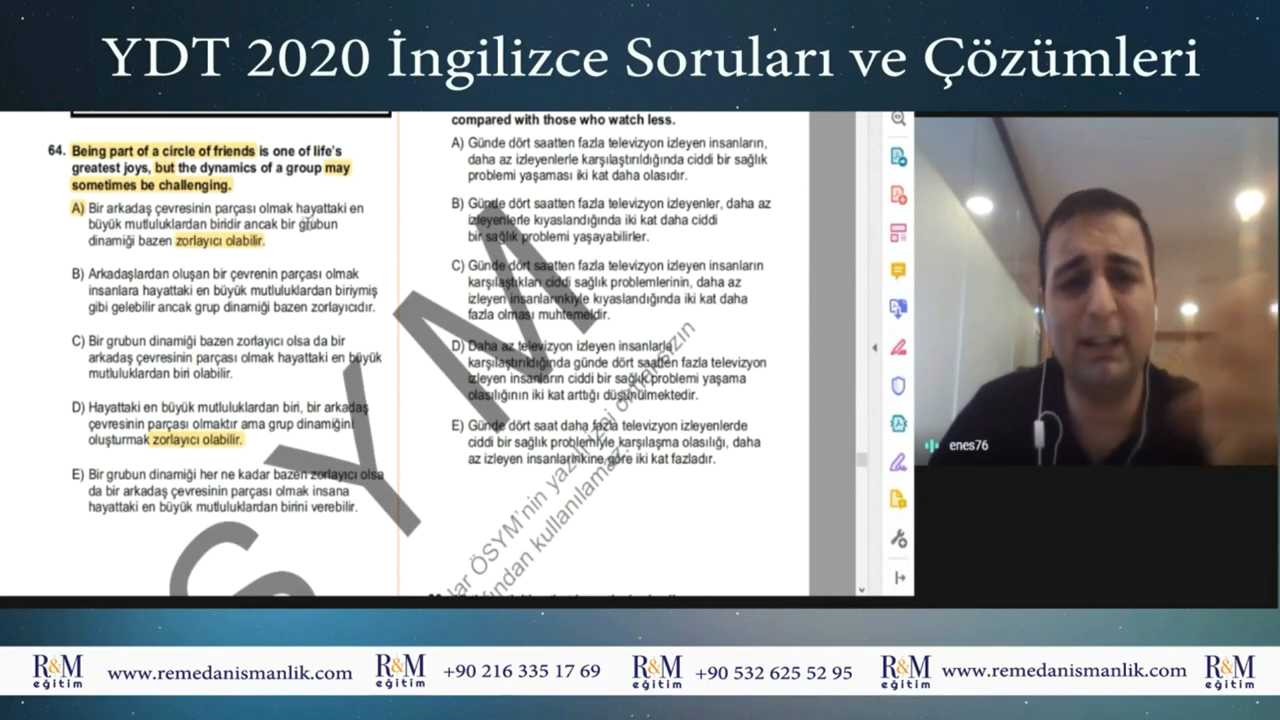 YDT 2020 İngilizce Soruları ve Çözümleri
64. Being part of a circle of friends is one of life's
greatest joys, but the dynamics of a group may
sometimes be challenging.
A) Bir arkadaş çevresinin parçası olmak hayattaki en
büyük mutluluklardan biridir ancak bir grubun
dinamiği bazen zorlayıcı olabilir.
B) Arkadaşlardan oluşan bir çevrenin parçası olmak
insanlara hayattaki en büyük mutluluklardan biriymiş
gibi gelebilir ancak grup dinamiği bazen zorlayıcıdır.
C) Bir grubun dinamiği bazen zorlayıcı olsa da bir
arkadaş çevresinin parçası olmak hayattaki en büyük
mutluluklardan biri olabilir.
D) Hayattaki en büyük mutluluklardan biri, bir arkadaş
çevresinin parçası olmaktır ama grup dinamiğini
oluşturmak zorlayıcı olabilir.
E) Bir grubun dinamiği her ne kadar bazen zorlayıcı olsa
da bir arkadaş çevresinin parçası olmak insana
hayattaki en büyük mutluluklardan birini verebilir.
compared with those who watch less.
A) Günde dört saatten fazla televizyon izleyen insanların,
daha az izleyenlerle karşılaştırıldığında ciddi bir sağlık
problemi yaşaması iki kat daha olasıdır.
B) Günde dört saatten fazla televizyon izleyenler, daha az
izleyenlerle kıyaslandığında iki kat daha ciddi
bir sağlık problemi yaşayabilirler.
C) Günde dört saatten fazla televizyon izleyen insanların
karşılaştıkları ciddi sağlık problemlerinin, daha az
izleyen insanlarınkiyle kıyaslandığında iki kat daha
fazla olması muhtemeldir.
D) Daha az televizyon izleyen insanlarla
karşılaştırıldığında günde dört saatten fazla televizyon
izleyen insanların ciddi bir sağlık problemi yaşama
olasılığının iki kat arttığı düşünülmektedir.
E) Günde dört saat daha fazla televizyon izleyenlerde
ciddi bir sağlık problemiyle karşılaşma olasılığı, daha
az izleyen insanlarınkine göre iki kat fazladır.
SYM
lar ÖSYM'nin yazılı izni olmaksızın
kullanılamaz.
enes76
R&M eğitim www.remedanismanlik.com R&M eğitim +90 216 335 17 69 R&M eğitim +90 532 625 52 95 R&M eğitim www.remedanismanlik.com R&M eğitim